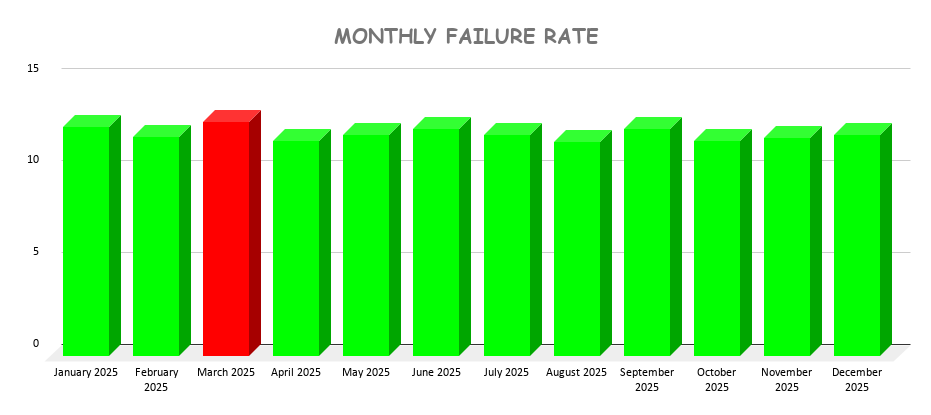 MONTHLY FAILURE RATE
15
10
5
0
January 2025
February
2025
March 2025
April 2025
May 2025
June 2025
July 2025
August 2025
September
2025
October
2025
November
2025
December
2025